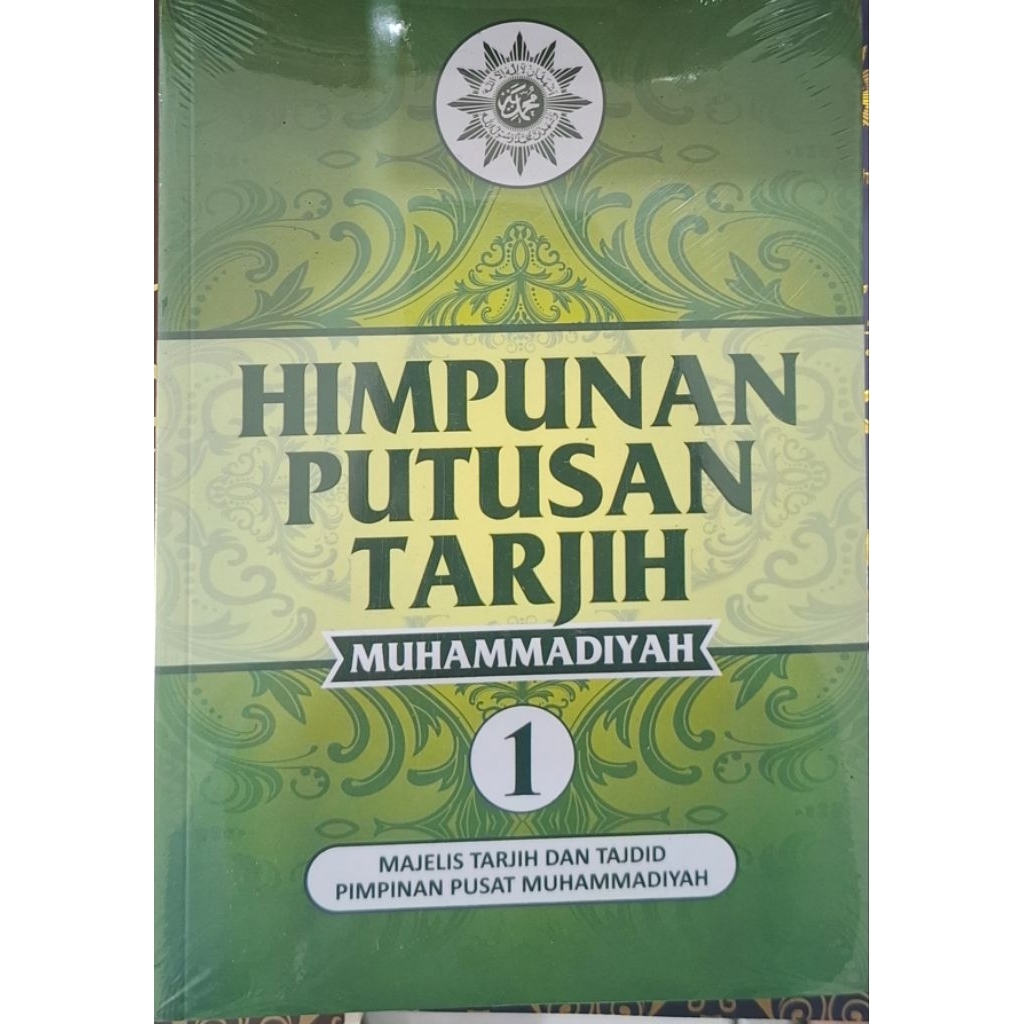 HIMPUNAN
PUTUSAN
TARJIH
MUHAMMADIYAH
1
MAJELIS TARJIH DAN TAJDID
PIMPINAN PUSAT MUHAMMADIYAH